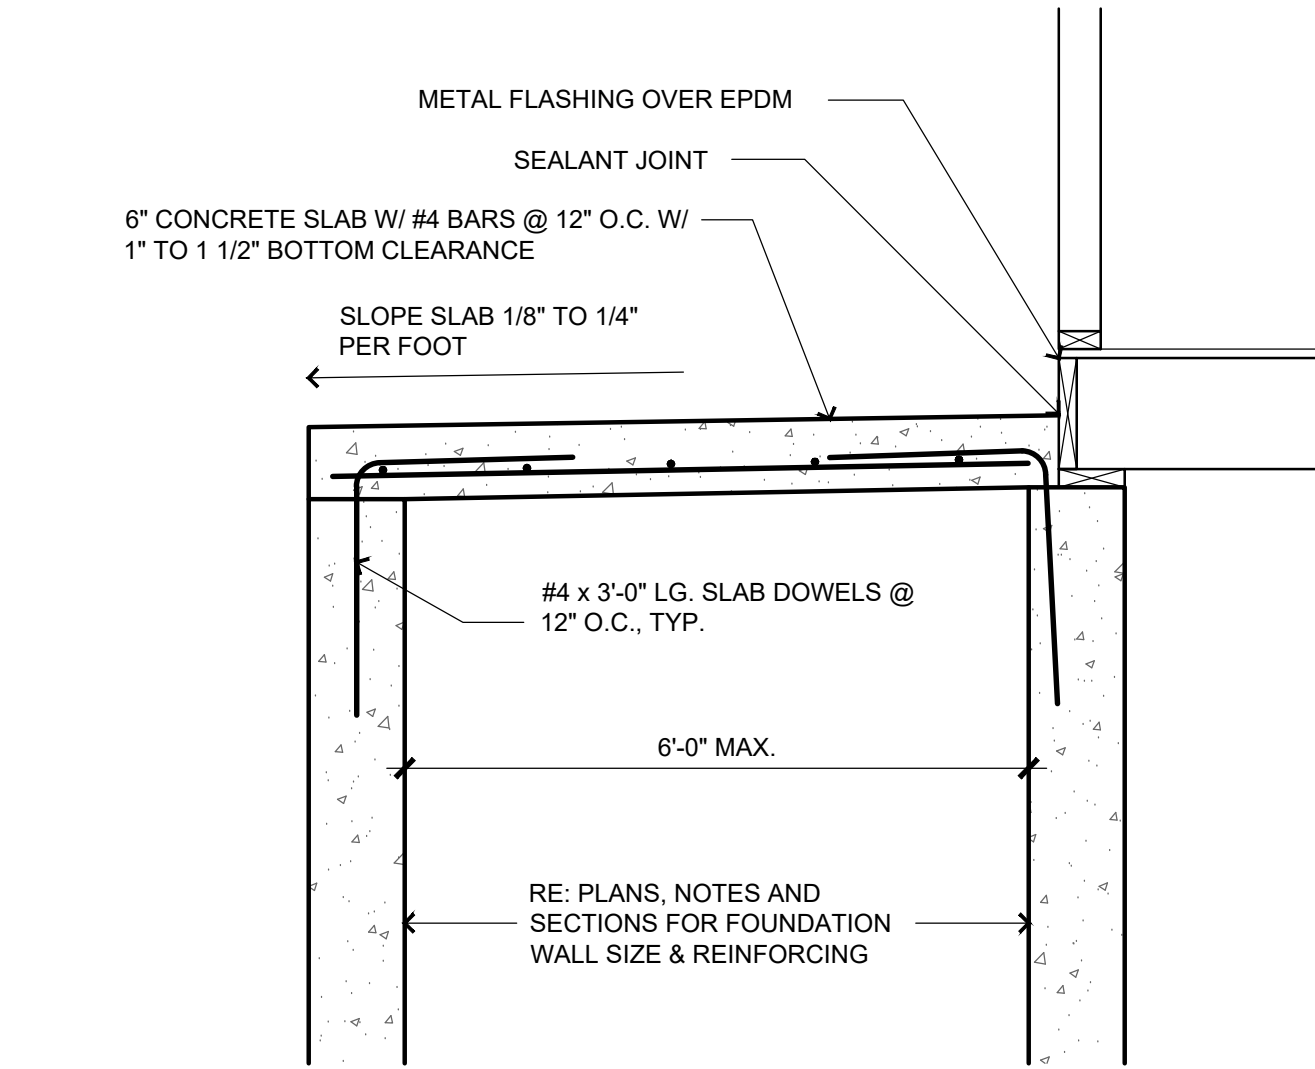 METAL FLASHING OVER EPDM
SEALANT JOINT
6" CONCRETE SLAB W/ #4 BARS @ 12" O.C. W/
1" TO 1 1/2" BOTTOM CLEARANCE
SLOPE SLAB 1/8" TO 1/4"
PER FOOT
#4 x 3'-0" LG. SLAB DOWELS @
12" O.C., TYP.
6'-0" MAX.
RE: PLANS, NOTES AND
SECTIONS FOR FOUNDATION
WALL SIZE & REINFORCING